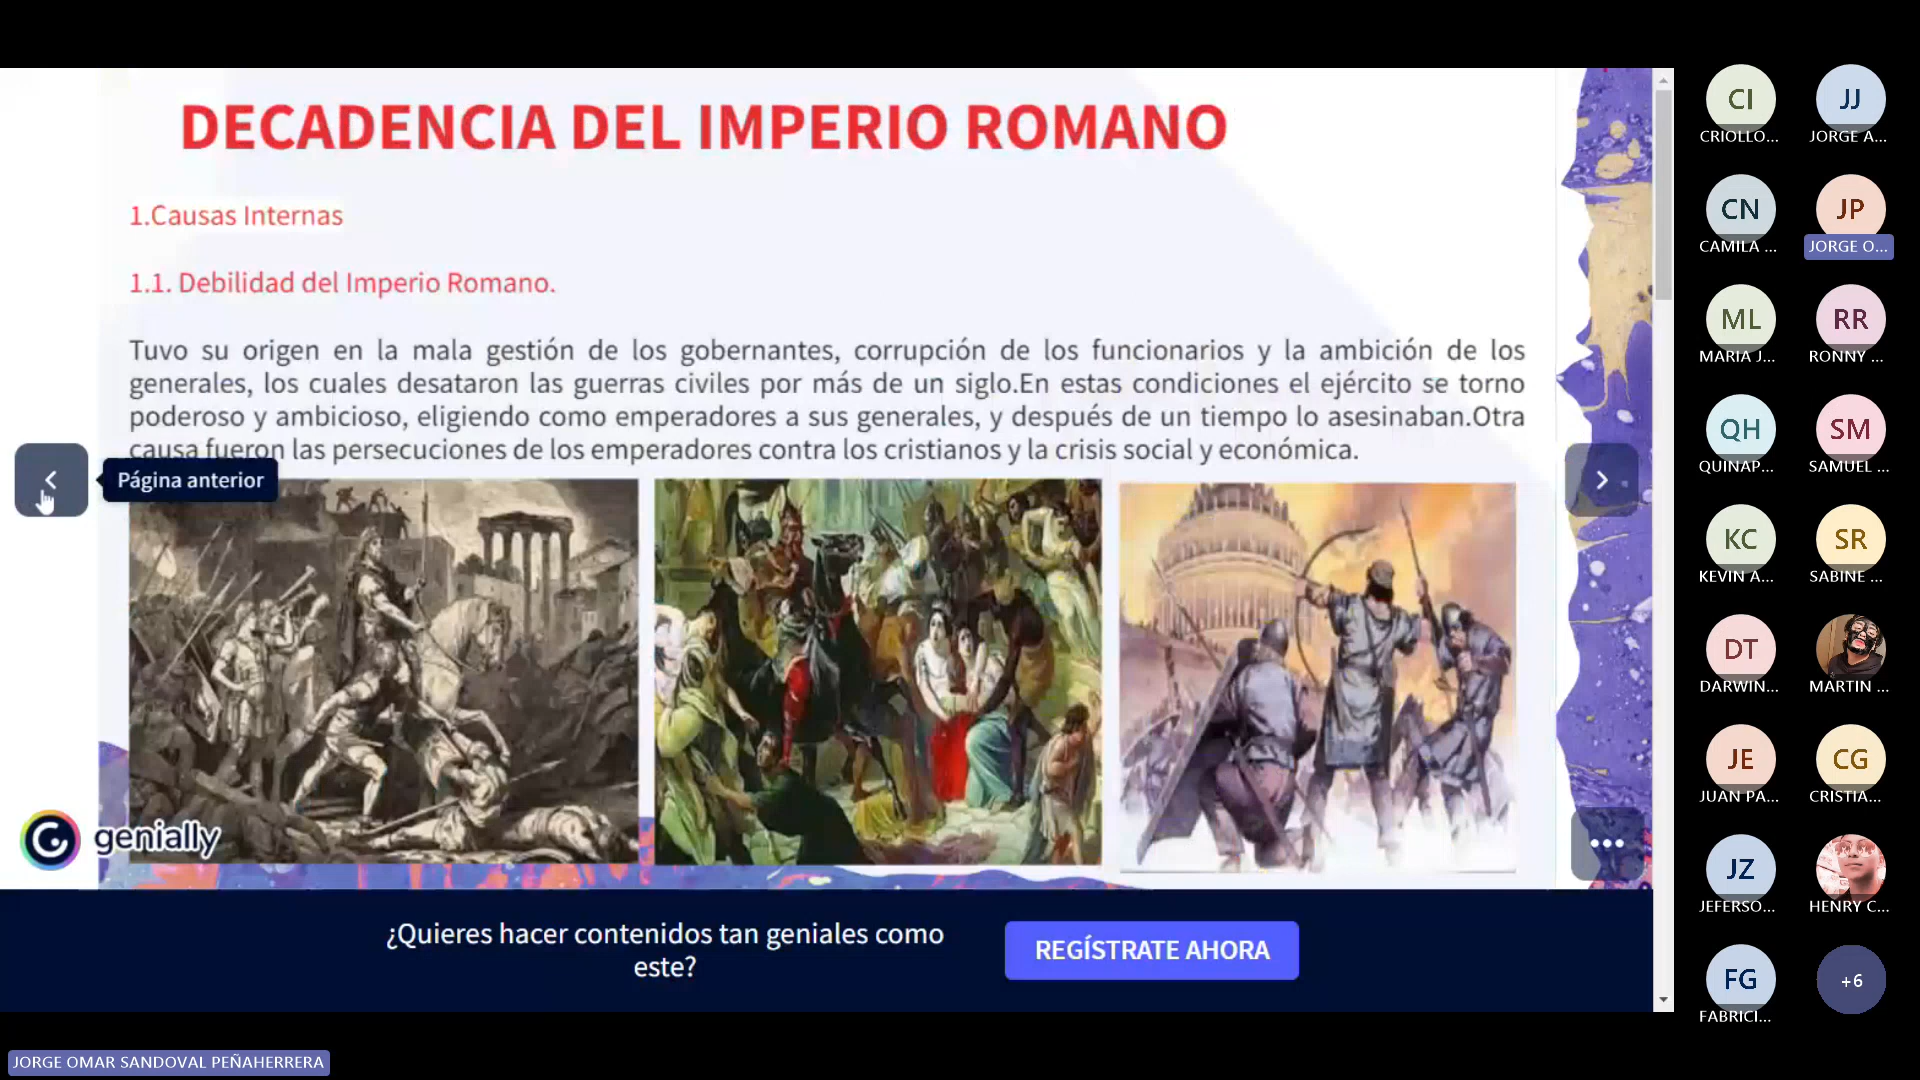 DECADENCIA DEL IMPERIO ROMANO
1.Causas Internas
1.1. Debilidad del Imperio Romano.
Tuvo su origen en la mala gestión de los gobernantes, corrupción de los funcionarios y la ambición de los
generales, los cuales desataron las guerras civiles por más de un siglo.En estas condiciones el ejército se torno
poderoso y ambicioso, eligiendo como emperadores a sus generales, y después de un tiempo lo asesinaban.Otra
causa fueron las persecuciones de los emperadores contra los cristianos y la crisis social y económica.
Página anterior
genially
¿Quieres hacer contenidos tan geniales como
este?
REGÍSTRATE AHORA
JORGE OMAR SANDOVAL PEÑAHERRERA
CI
CRIOLLO...
JJ
JORGE A...
CN
CAMILA ...
JP
JORGE O...
ML
MARIA J...
RR
RONNY ...
QH
QUINAP...
SM
SAMUEL ...
KC
KEVIN A...
SR
SABINE ...
DT
DARWIN...
MARTIN ...
JE
JUAN PA...
CG
CRISTIA...
JZ
JEFERSO...
HENRY C...
FG
FABRICI...
+6